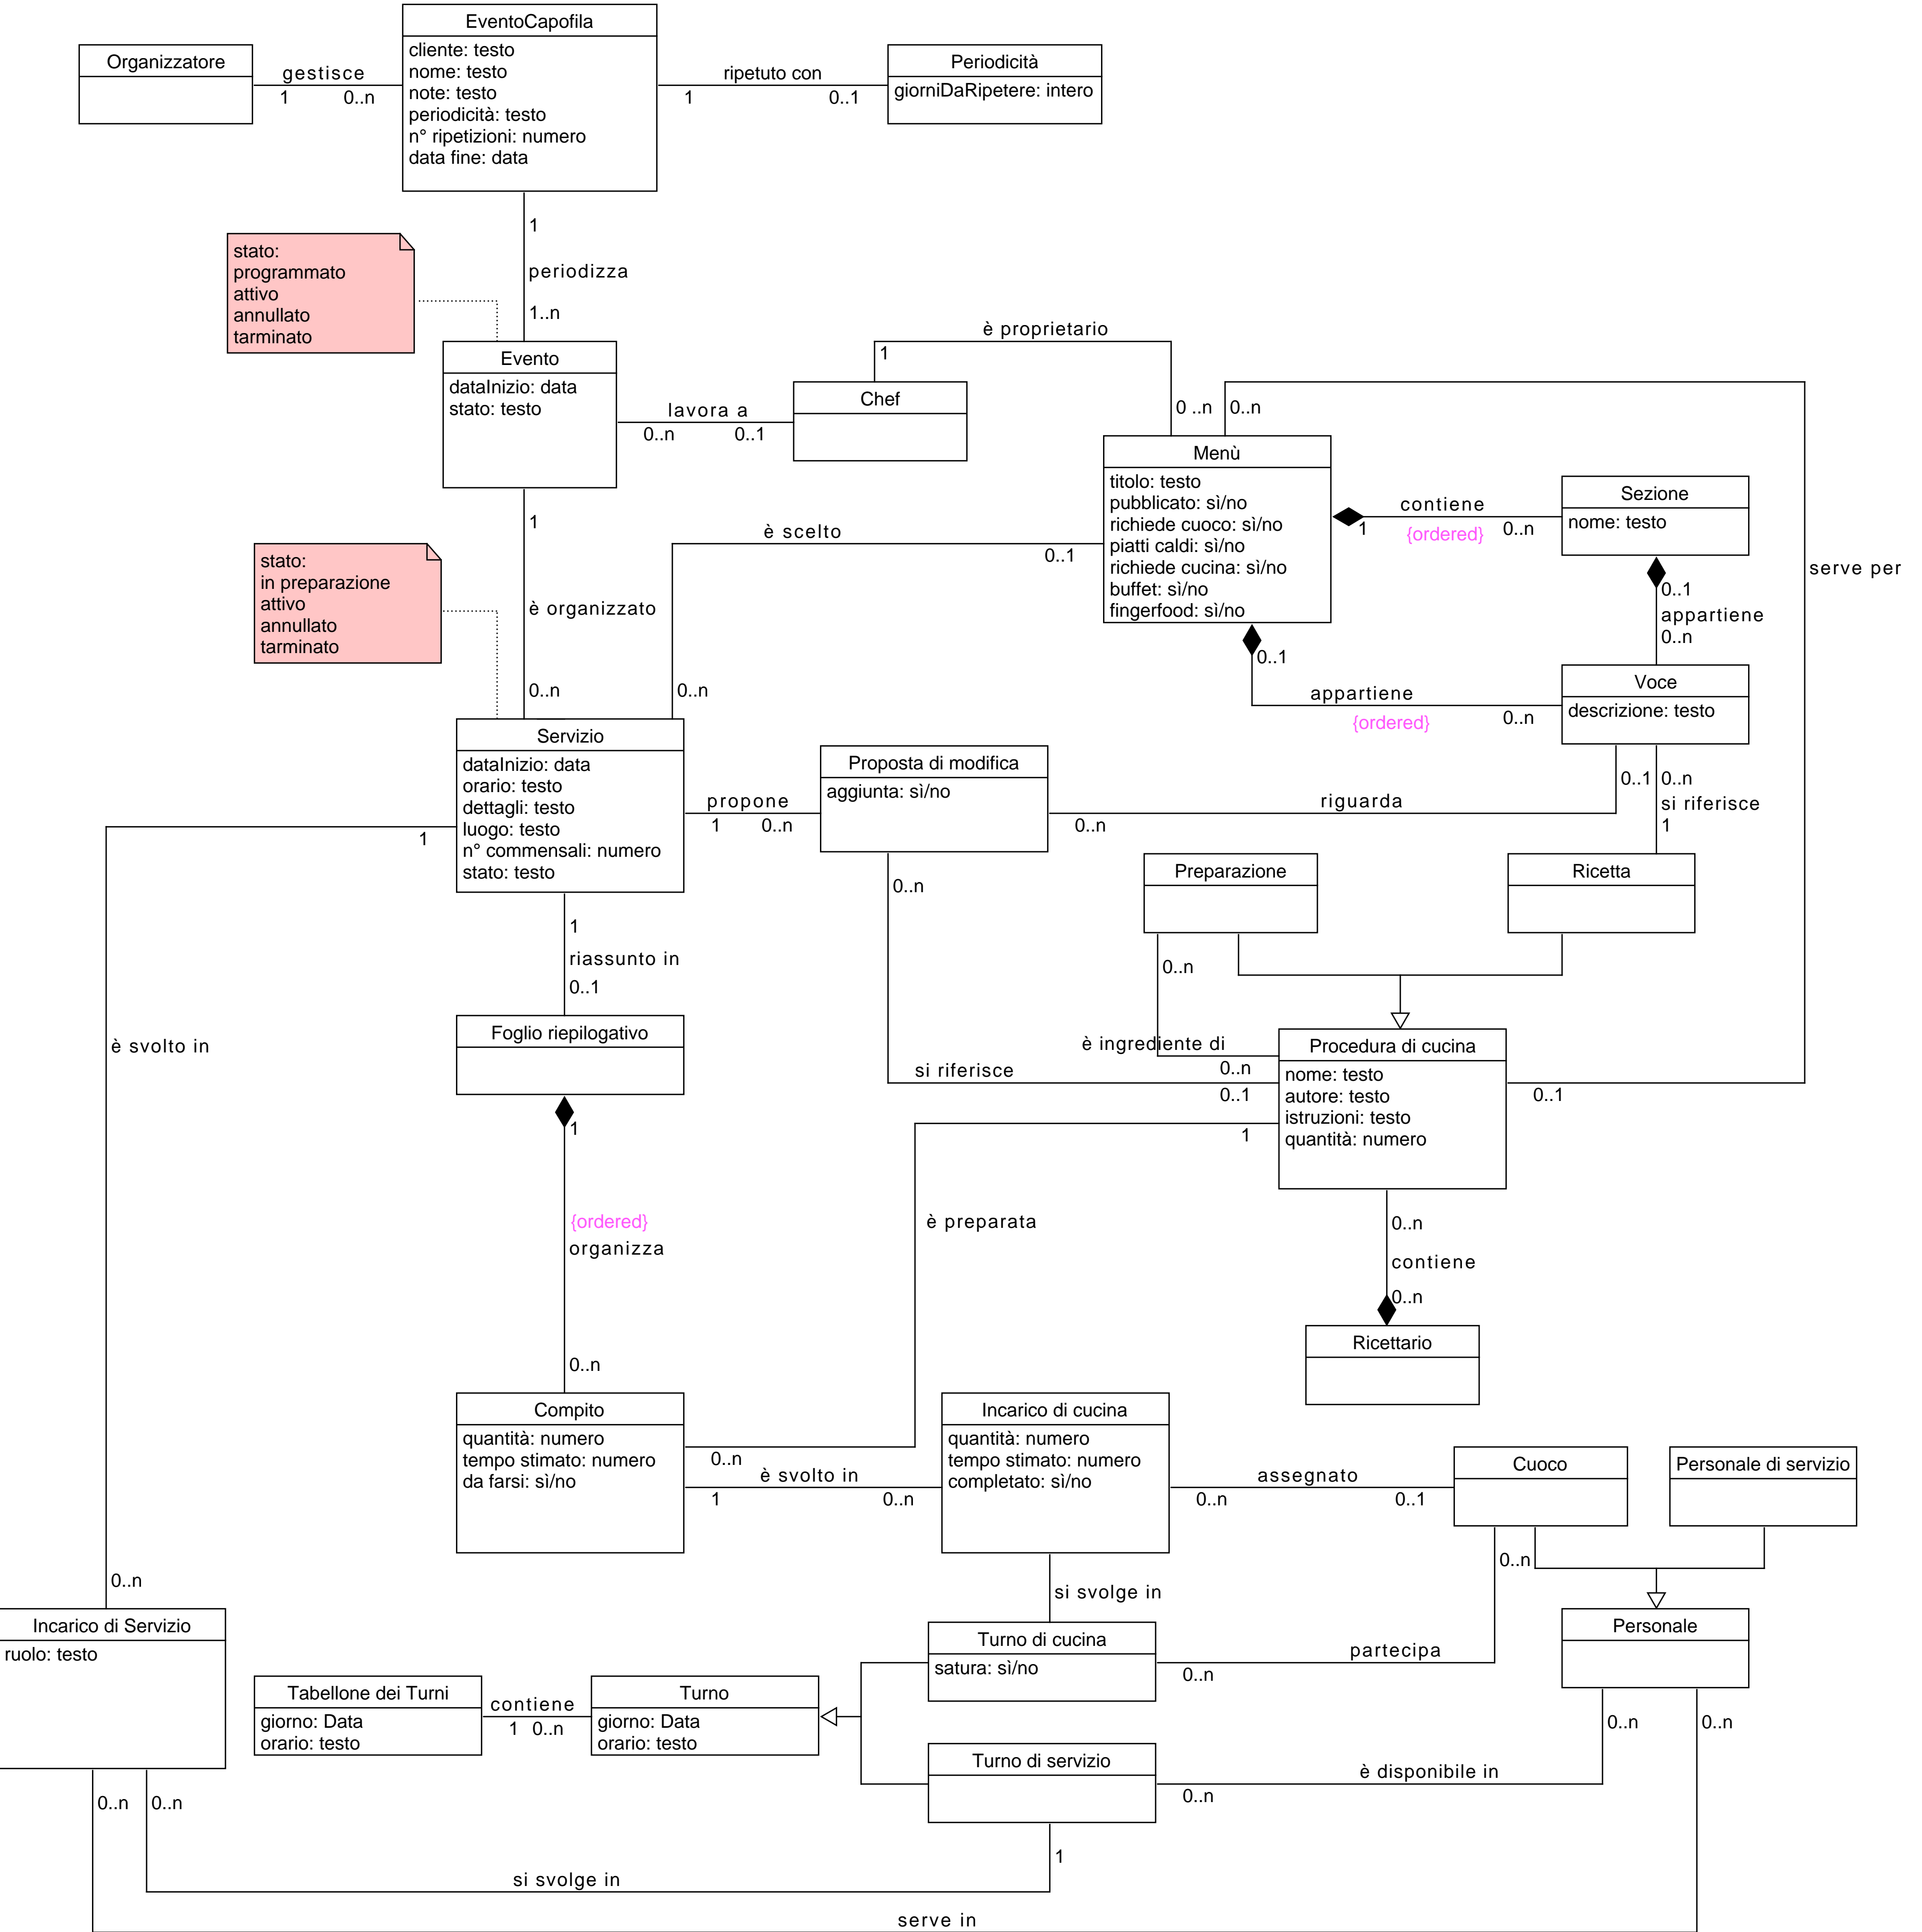 EventoCapofila
cliente: testo
nome: testo
note: testo
periodicità: testo
n° ripetizioni: numero
data fine: data
Organizzatore
gestisce
1
0..n
ripetuto con
1
0..1
Periodicità
giorniDaRipetere: intero
1
periodizza
1..n
stato:
programmato
attivo
annullato
tarminato
Evento
dataInizio: data
stato: testo
lavora a
0..n
0..1
Chef
è proprietario
1
0 ..n
0..n
Menù
titolo: testo
pubblicato: sì/no
richiede cuoco: sì/no
piatti caldi: sì/no
richiede cucina: sì/no
buffet: sì/no
fingerfood: sì/no
contiene
1
{ordered}
0..n
Sezione
nome: testo
serve per
0..1
appartiene
0..n
1
è organizzato
0..n
è scelto
0..1
0..n
stato:
in preparazione
attivo
annullato
tarminato
0..1
appartiene
{ordered}
0..n
Voce
descrizione: testo
Servizio
dataInizio: data
orario: testo
dettagli: testo
luogo: testo
n° commensali: numero
stato: testo
propone
1
0..n
Proposta di modifica
aggiunta: sì/no
riguarda
0..n
0..1
0..n
si riferisce
1
1
Preparazione
Ricetta
0..n
0..n
1
riassunto in
0..1
Foglio riepilogativo
è svolto in
è ingrediente di
0..n
si riferisce
0..1
Procedura di cucina
nome: testo
autore: testo
istruzioni: testo
quantità: numero
0..1
1
1
{ordered}
organizza
0..n
è preparata
0..n
contiene
0..n
Ricettario
Compito
quantità: numero
tempo stimato: numero
da farsi: sì/no
0..n
è svolto in
1
0..n
Incarico di cucina
quantità: numero
tempo stimato: numero
completato: sì/no
assegnato
0..n
0..1
Cuoco
Personale di servizio
0..n
0..n
si svolge in
Incarico di Servizio
ruolo: testo
Turno di cucina
satura: sì/no
partecipa
0..n
Personale
Tabellone dei Turni
giorno: Data
orario: testo
contiene
1
0..n
Turno
giorno: Data
orario: testo
Turno di servizio
è disponibile in
0..n
0..n
0..n
0..n
0..n
1
si svolge in
serve in